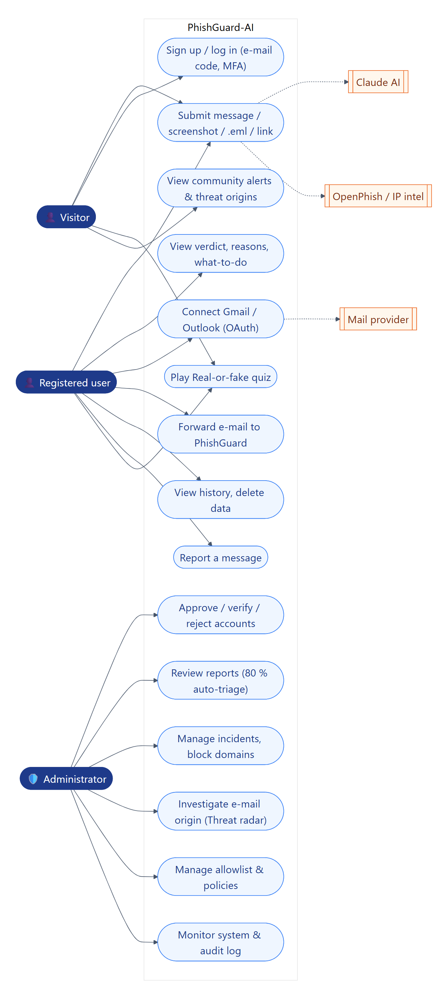 PhishGuard-AI
Sign up / log in (e-mail
code, MFA)
Claude AI
Submit message /
screenshot / .eml / link
View community alerts
& threat origins
OpenPhish / IP intel
Visitor
View verdict, reasons,
what-to-do
Connect Gmail /
Outlook (OAuth)
Mail provider
Play Real-or-fake quiz
Registered user
Forward e-mail to
PhishGuard
View history, delete
data
Report a message
Approve / verify /
reject accounts
Review reports (80 %
auto-triage)
Manage incidents,
block domains
Administrator
Investigate e-mail
origin (Threat radar)
Manage allowlist &
policies
Monitor system &
audit log